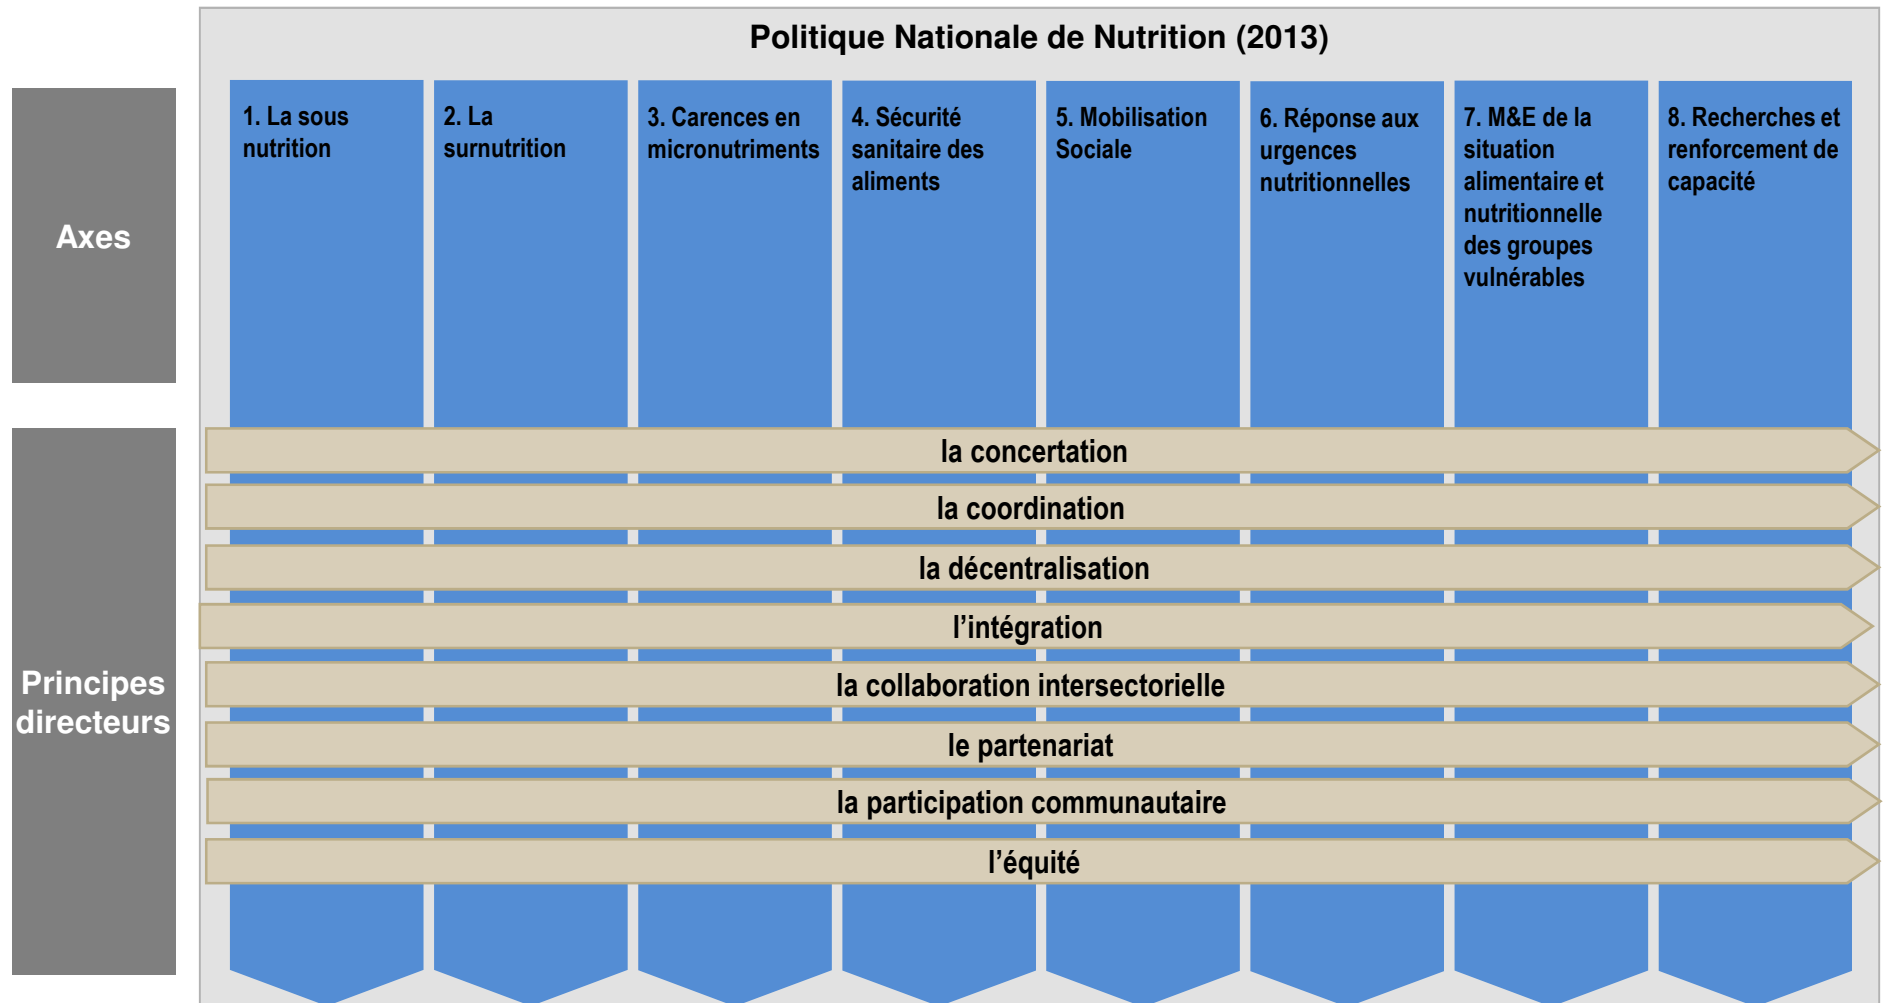 Politique Nationale de Nutrition (2013)
Axes
1. La sous
nutrition
2. La
surnutrition
3. Carences en
micronutriments
4. Sécurité
sanitaire des
aliments
5. Mobilisation
Sociale
6. Réponse aux
urgences
nutritionnelles
7. M&E de la
situation
alimentaire et
nutritionnelle
des groupes
vulnérables
8. Recherches et
renforcement de
capacité
Principes
directeurs
la concertation
la coordination
la décentralisation
l’intégration
la collaboration intersectorielle
le partenariat
la participation communautaire
l’équité